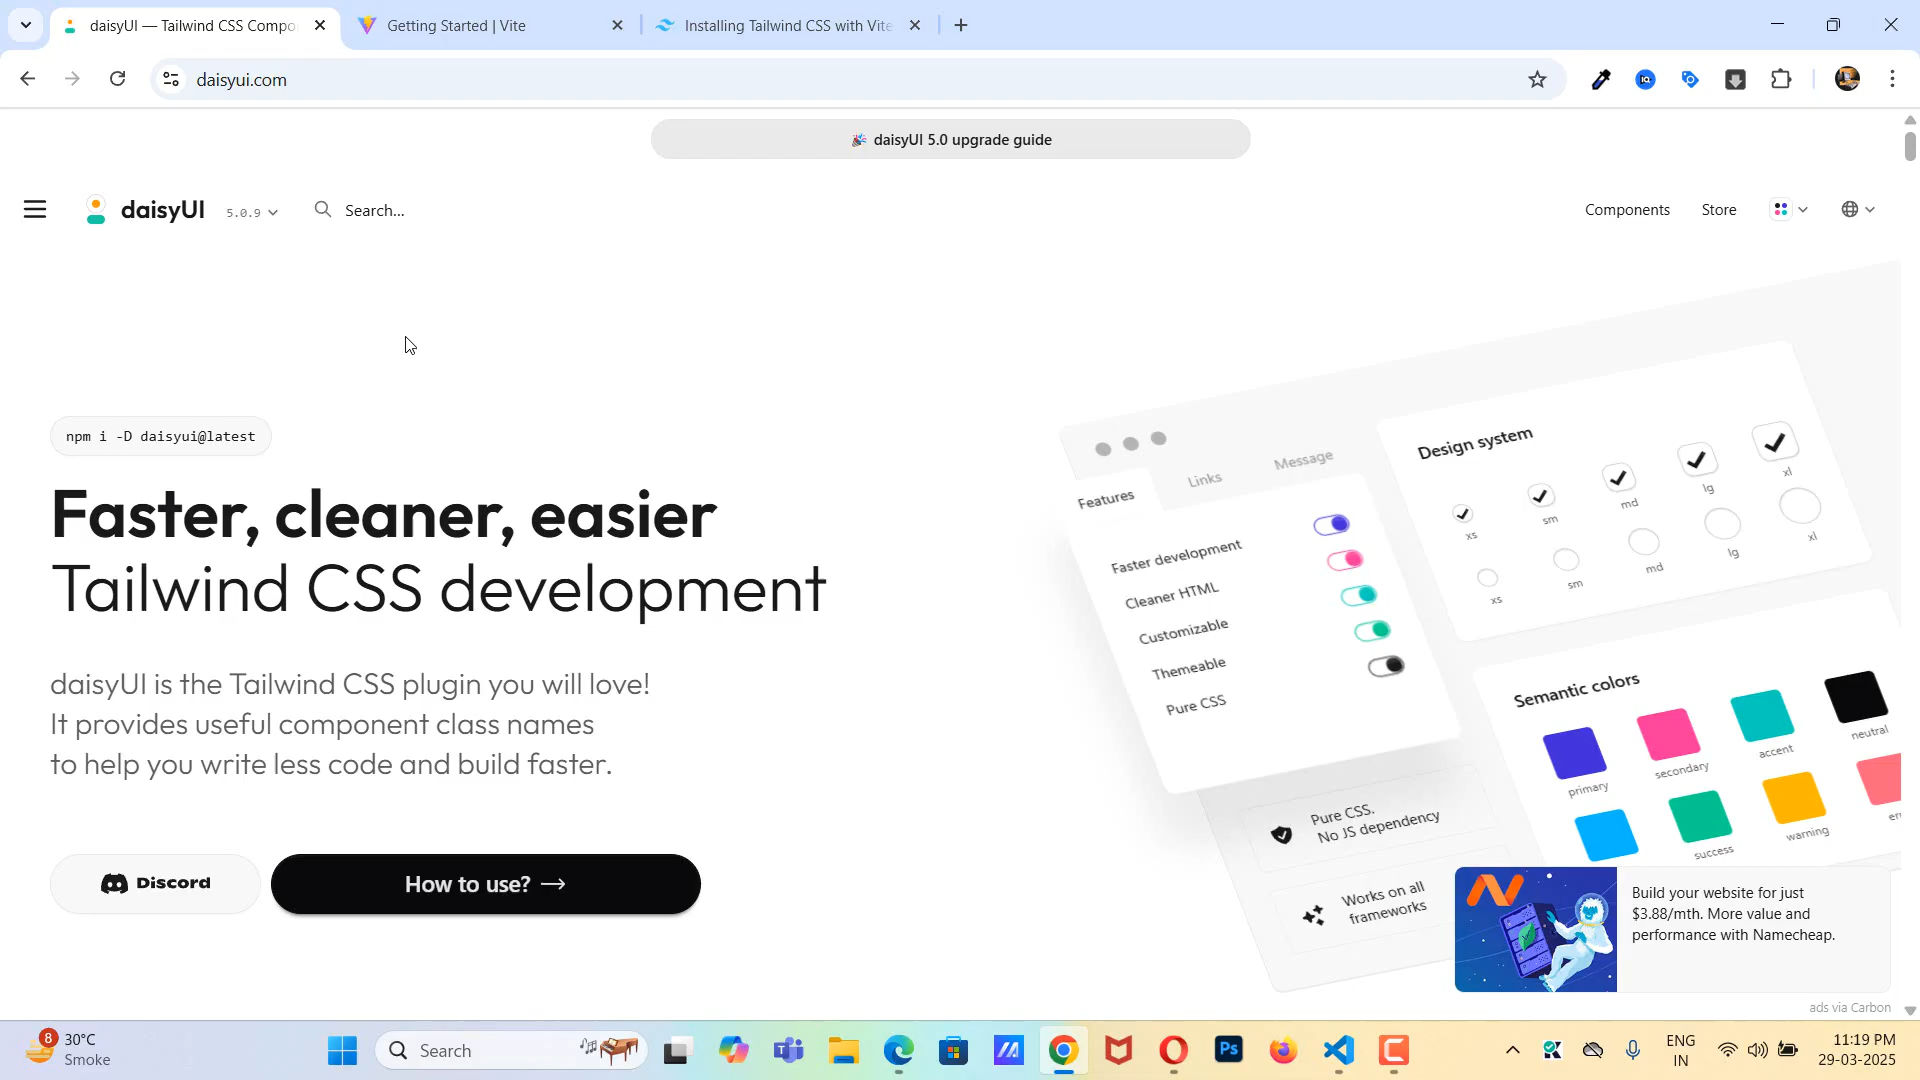 daisyUI — Tailwind CSS Compo
Getting Started | Vite
Installing Tailwind CSS with Vite
daisyui.com
🎉 daisyUI 5.0 upgrade guide
daisyUI
5.0.9
Search...
Components
Store
npm i -D daisyui@latest
Faster, cleaner, easier
Tailwind CSS development
daisyUI is the Tailwind CSS plugin you will love!
It provides useful component class names
to help you write less code and build faster.
Discord
How to use? →
Features
Links
Message
Faster development
Cleaner HTML
Customizable
Themeable
Pure CSS
Design system
xs
sm
md
lg
xl
xs
sm
md
lg
xl
Semantic colors
primary
secondary
accent
neutral
success
warning
Pure CSS.
No JS dependency
Works on all
frameworks
Build your website for just
$3.88/mth. More value and
performance with Namecheap.
ads via Carbon
8
30°C
Smoke
Search
Ps
ENG
IN
11:19 PM
29-03-2025